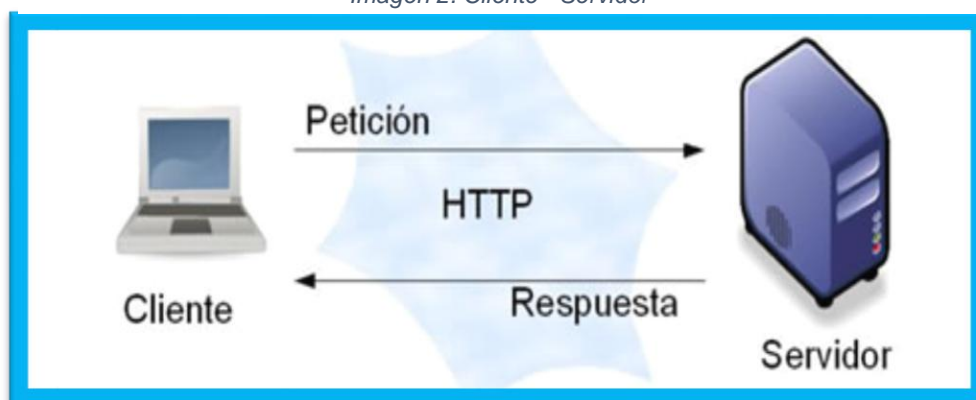 Imagen 2: Cliente - Servidor
Petición
HTTP
Respuesta
Cliente
Servidor